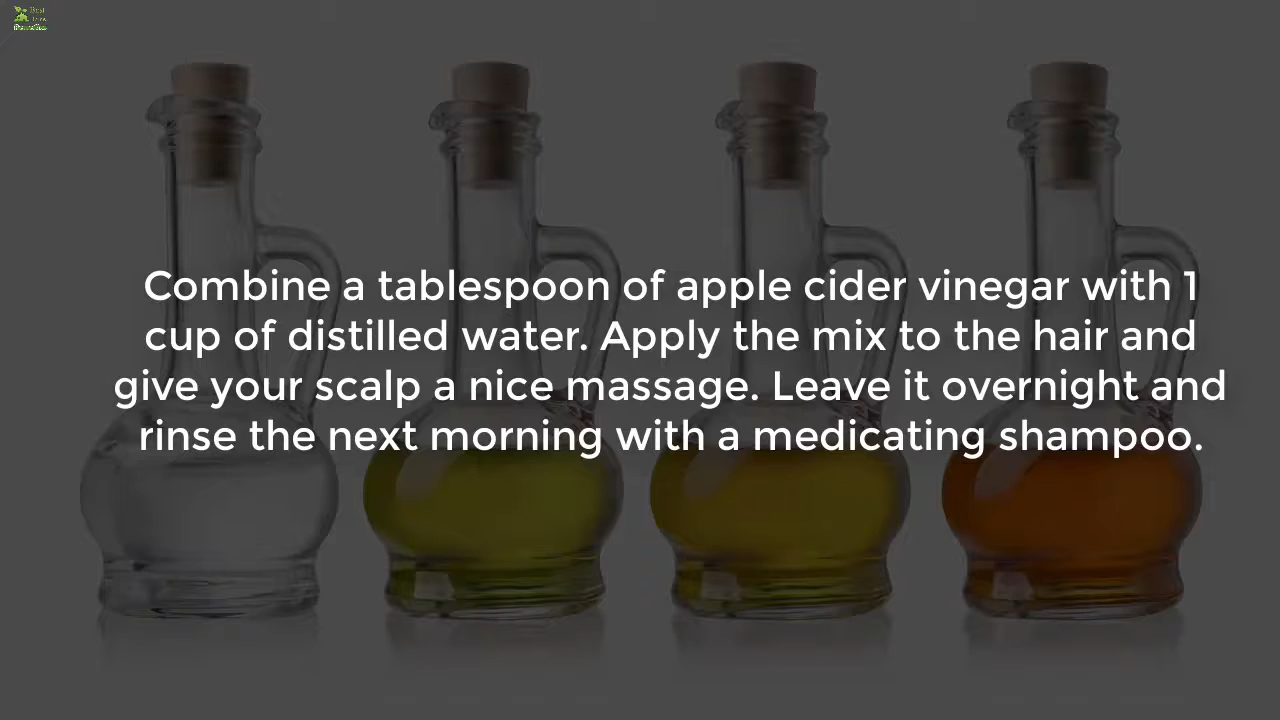 Best
Combine a tablespoon of apple cider vinegar with 1
cup of distilled water. Apply the mix to the hair and
give your scalp a nice massage. Leave it overnight and
rinse the next morning with a medicating shampoo.